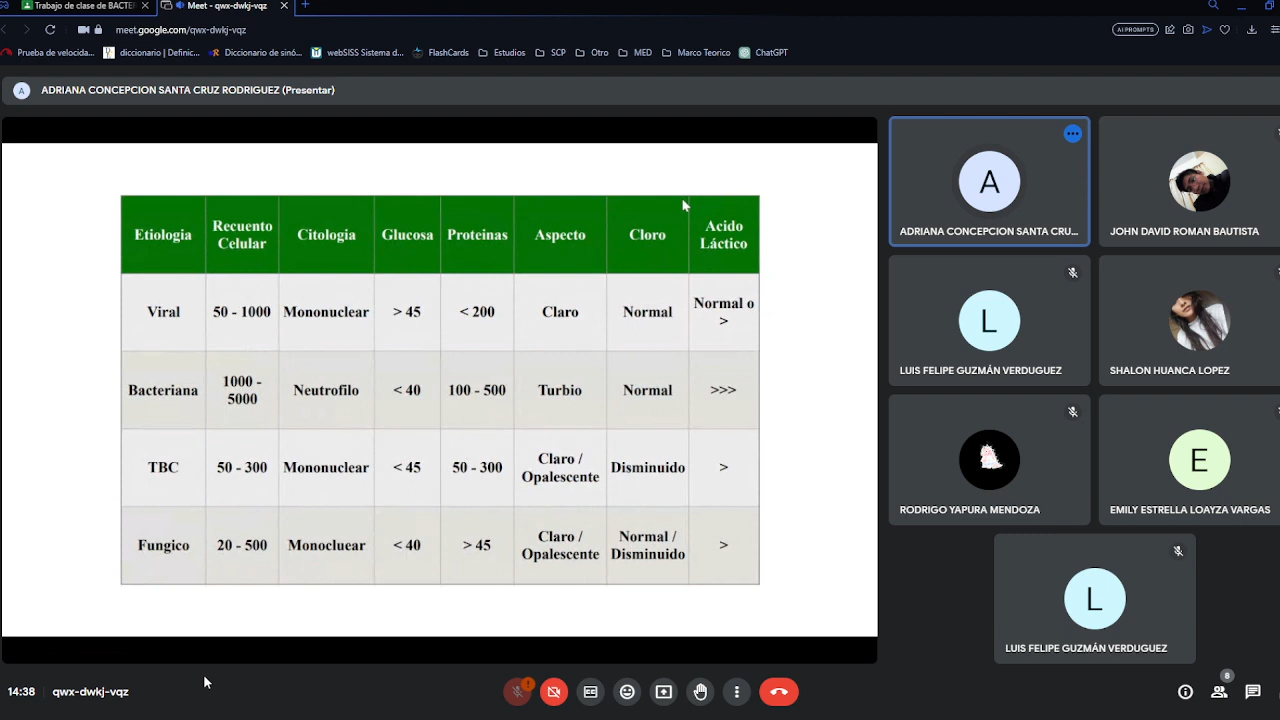 Trabajo de clase de BACTER
Meet - qwx-dwkj-vqz
meet.google.com/qwx-dwkj-vqz
AI PROMPTS
Prueba de velocida...
diccionario | Definic...
Diccionario de sinó...
webSISS Sistema d...
FlashCards
Estudios
SCP
Otro
MED
Marco Teorico
ChatGPT
A
ADRIANA CONCEPCION SANTA CRUZ RODRIGUEZ (Presentar)
Etiologia Recuento Celular Citologia Glucosa Proteinas Aspecto Cloro Acido Láctico
Viral 50 - 1000 Mononuclear > 45 < 200 Claro Normal Normal o >
Bacteriana 1000 - 5000 Neutrofilo < 40 100 - 500 Turbio Normal >>>
TBC 50 - 300 Mononuclear < 45 50 - 300 Claro / Opalescente Disminuido >
Fungico 20 - 500 Monocluear < 40 > 45 Claro / Opalescente Normal / Disminuido >
A
ADRIANA CONCEPCION SANTA CRU...
JOHN DAVID ROMAN BAUTISTA
L
LUIS FELIPE GUZMÁN VERDUGUEZ
SHALON HUANCA LOPEZ
RODRIGO YAPURA MENDOZA
E
EMILY ESTRELLA LOAYZA VARGAS
L
LUIS FELIPE GUZMÁN VERDUGUEZ
14:38
qwx-dwkj-vqz
8